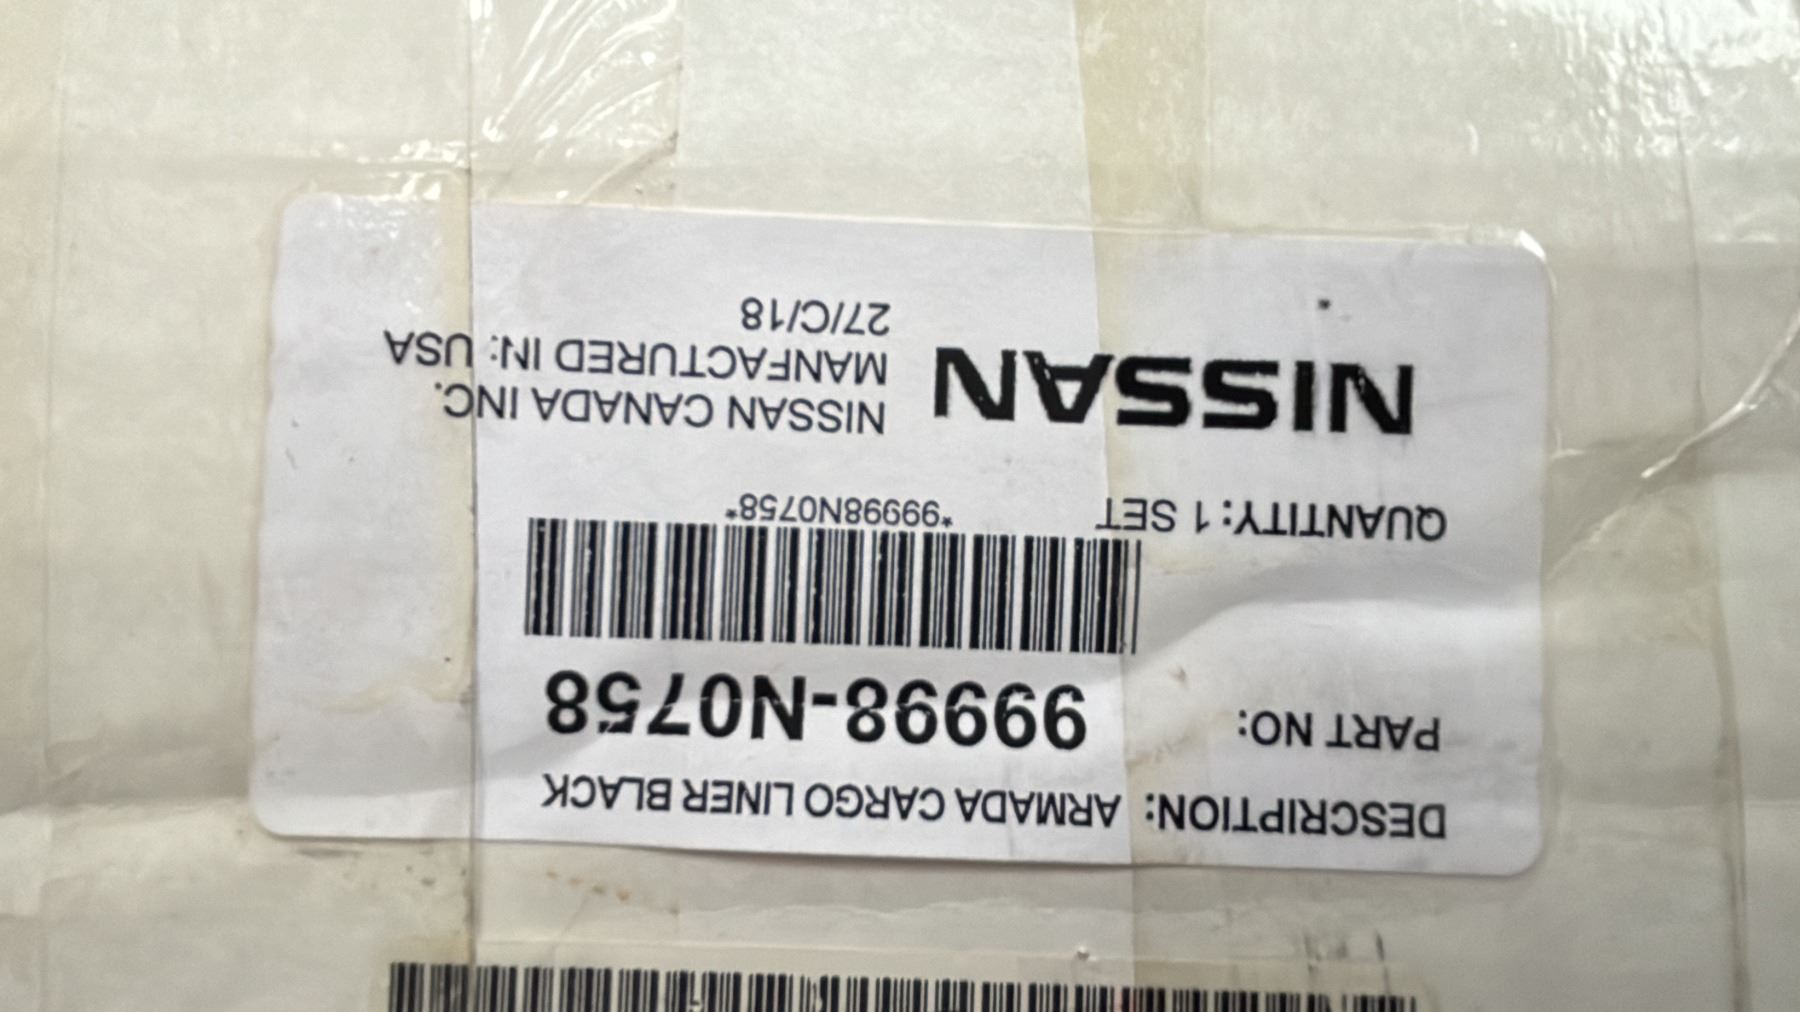 DESCRIPTION: ARMADA CARGO LINER BLACK
PART NO: 99998-N0758
*99998N0758*
QUANTITY: 1 SET
NISSAN
NISSAN CANADA INC.
MANFACTURED IN: USA
27/C/18